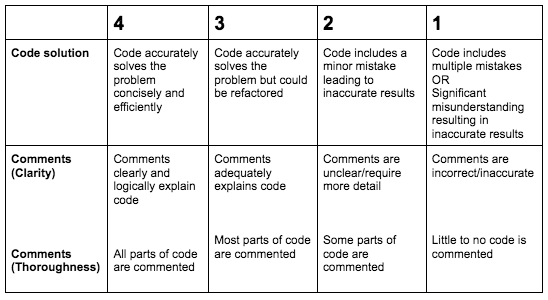 4 3 2 1
Code solution
Code accurately
solves the
problem
concisely and
efficiently
Code accurately
solves the
problem but could
be refactored
Code includes a
minor mistake
leading to
inaccurate results
Code includes
multiple mistakes
OR
Significant
misunderstanding
resulting in
inaccurate results
Comments
(Clarity)
Comments
clearly and
logically explain
code
Comments
adequately
explains code
Comments are
unclear/require
more detail
Comments are
incorrect/inaccurate
Comments
(Thoroughness)
All parts of code
are commented
Most parts of code
are commented
Some parts of
code are
commented
Little to no code is
commented